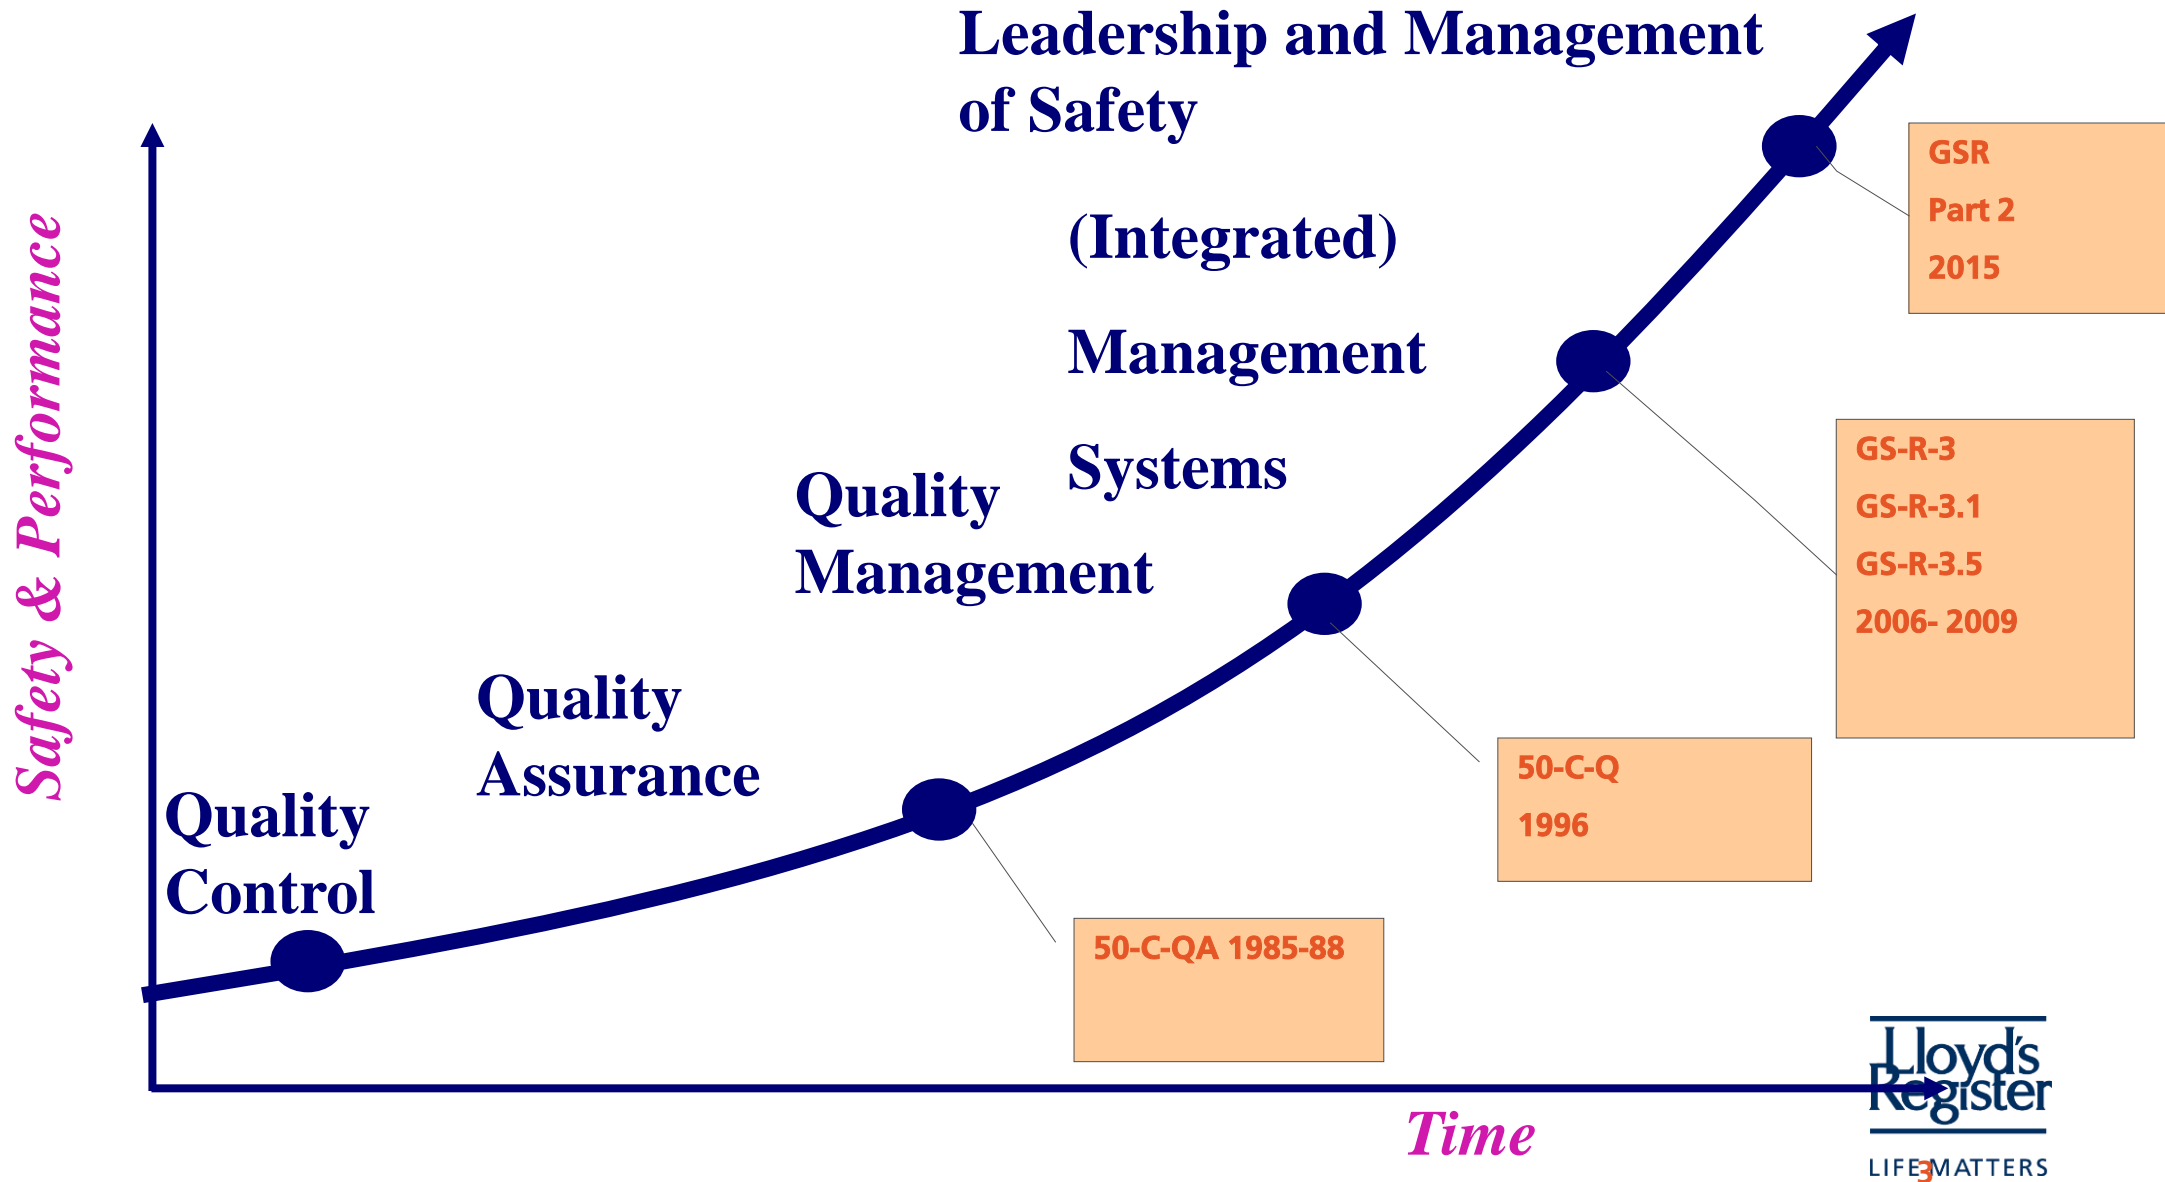 Leadership and Management
of Safety
(Integrated)
Management
Systems
Quality
Management
Quality
Assurance
Quality
Control
Safety & Performance
GSR
Part 2
2015
GS-R-3
GS-R-3.1
GS-R-3.5
2006- 2009
50-C-Q
1996
50-C-QA 1985-88
Time
Lloyd's
Register
LIFE MATTERS
3